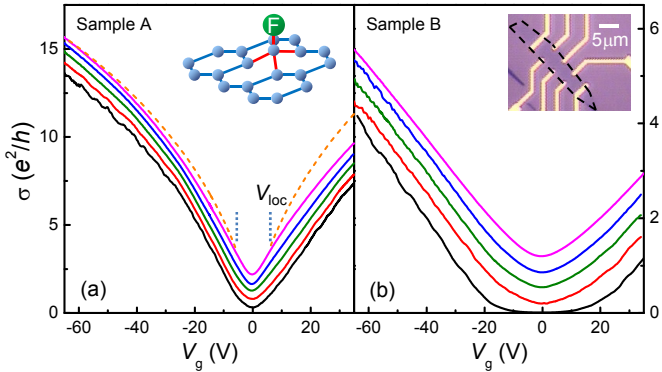 Sample A
F
Sample B
5μm
15
10
5
0
σ (e²/h)
V_loc
6
4
2
0
(a)
(b)
-60 -40 -20 0 20
-60 -40 -20 0 20
V_g (V)
V_g (V)